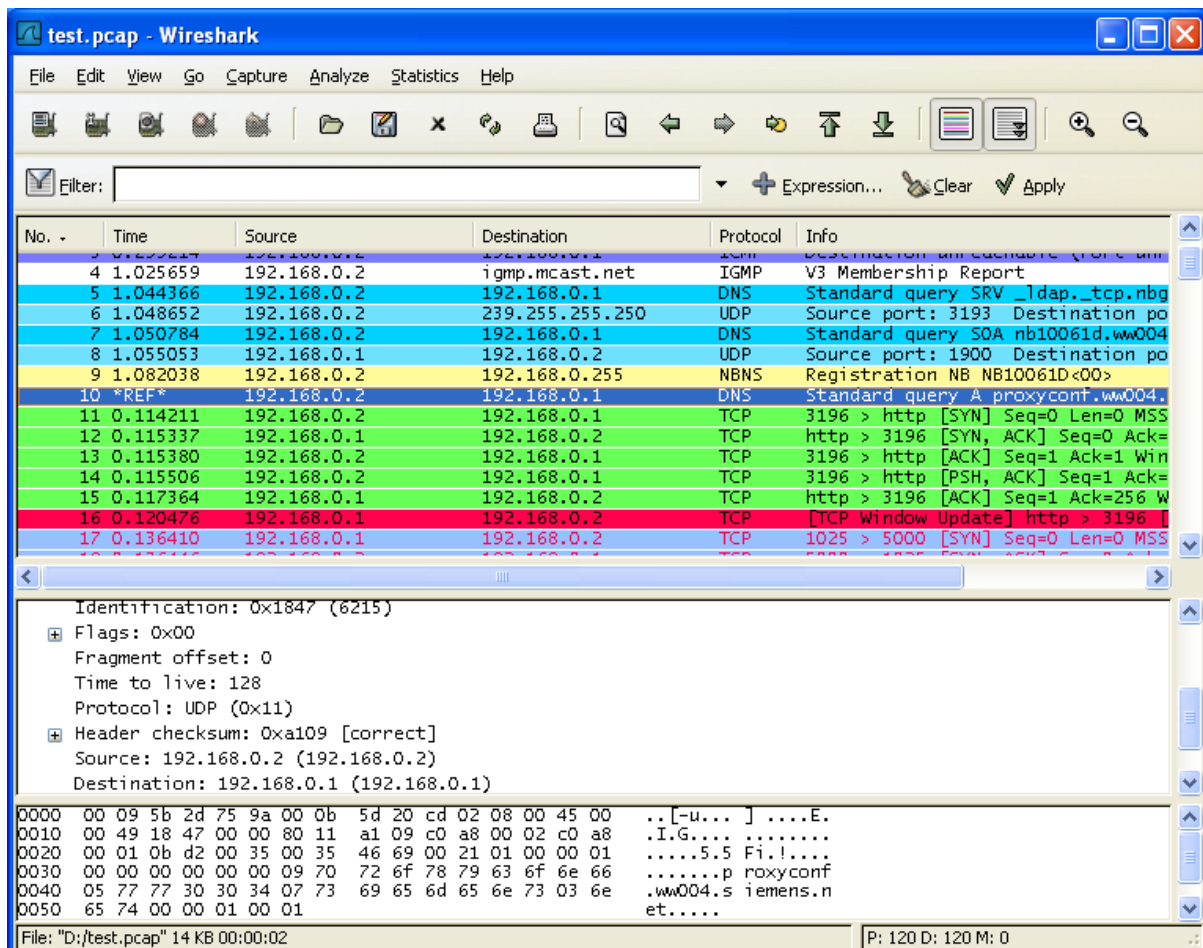 test.pcap - Wireshark
File Edit View Go Capture Analyze Statistics Help
Filter: Expression... Clear Apply
No. Time Source Destination Protocol Info
4 1.025659 192.168.0.2 igmp.mcast.net IGMP V3 Membership Report
5 1.044366 192.168.0.2 192.168.0.1 DNS Standard query SRV _ldap._tcp.nbg
6 1.048652 192.168.0.2 239.255.255.250 UDP Source port: 3193 Destination po
7 1.050784 192.168.0.2 192.168.0.1 DNS Standard query SOA nb10061d.ww004
8 1.055053 192.168.0.1 192.168.0.2 UDP Source port: 1900 Destination po
9 1.082038 192.168.0.2 192.168.0.255 NBNS Registration NB NB10061D<00>
10 *REF* 192.168.0.2 192.168.0.1 DNS Standard query A proxyconf.ww004.
11 0.114211 192.168.0.2 192.168.0.1 TCP 3196 > http [SYN] Seq=0 Len=0 MSS
12 0.115337 192.168.0.1 192.168.0.2 TCP http > 3196 [SYN, ACK] Seq=0 Ack=
13 0.115380 192.168.0.2 192.168.0.1 TCP 3196 > http [ACK] Seq=1 Ack=1 Win
14 0.115506 192.168.0.2 192.168.0.1 TCP 3196 > http [PSH, ACK] Seq=1 Ack=
15 0.117364 192.168.0.1 192.168.0.2 TCP http > 3196 [ACK] Seq=1 Ack=256 W
16 0.120476 192.168.0.1 192.168.0.2 TCP [TCP Window Update] http > 3196 [
17 0.136410 192.168.0.1 192.168.0.2 TCP 1025 > 5000 [SYN] Seq=0 Len=0 MSS
Identification: 0x1847 (6215)
Flags: 0x00
Fragment offset: 0
Time to live: 128
Protocol: UDP (0x11)
Header checksum: 0xa109 [correct]
Source: 192.168.0.2 (192.168.0.2)
Destination: 192.168.0.1 (192.168.0.1)
0000 00 09 5b 2d 75 9a 00 0b 5d 20 cd 02 08 00 45 00 ..[-u... ] ....E.
0010 00 49 18 47 00 00 80 11 a1 09 c0 a8 00 02 c0 a8 .I.G.... ........
0020 00 01 0b d2 00 35 00 35 46 69 00 21 01 00 00 01 .....5.5 Fi.!....
0030 00 00 00 00 00 00 09 70 72 6f 78 79 63 6f 6e 66 .......p roxyconf
0040 05 77 77 30 30 34 07 73 69 65 6d 65 6e 73 03 6e .ww004.s iemens.n
0050 65 74 00 00 01 00 01 et.....
File: "D:/test.pcap" 14 KB 00:00:02 P: 120 D: 120 M: 0